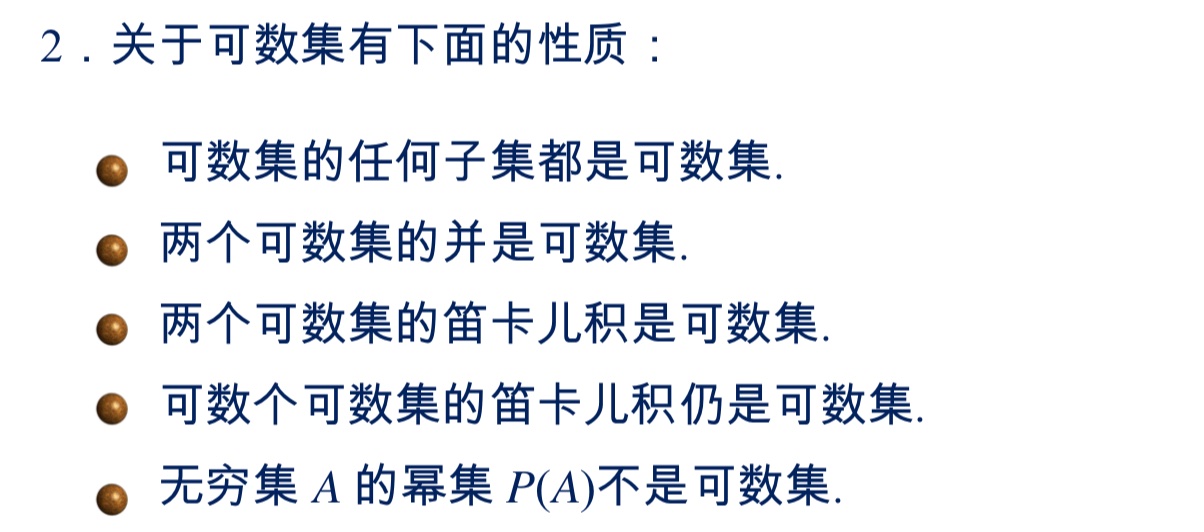 2．关于可数集有下面的性质：
可数集的任何子集都是可数集.
两个可数集的并是可数集.
两个可数集的笛卡儿积是可数集.
可数个可数集的笛卡儿积仍是可数集.
无穷集 A 的幂集 P(A)不是可数集.